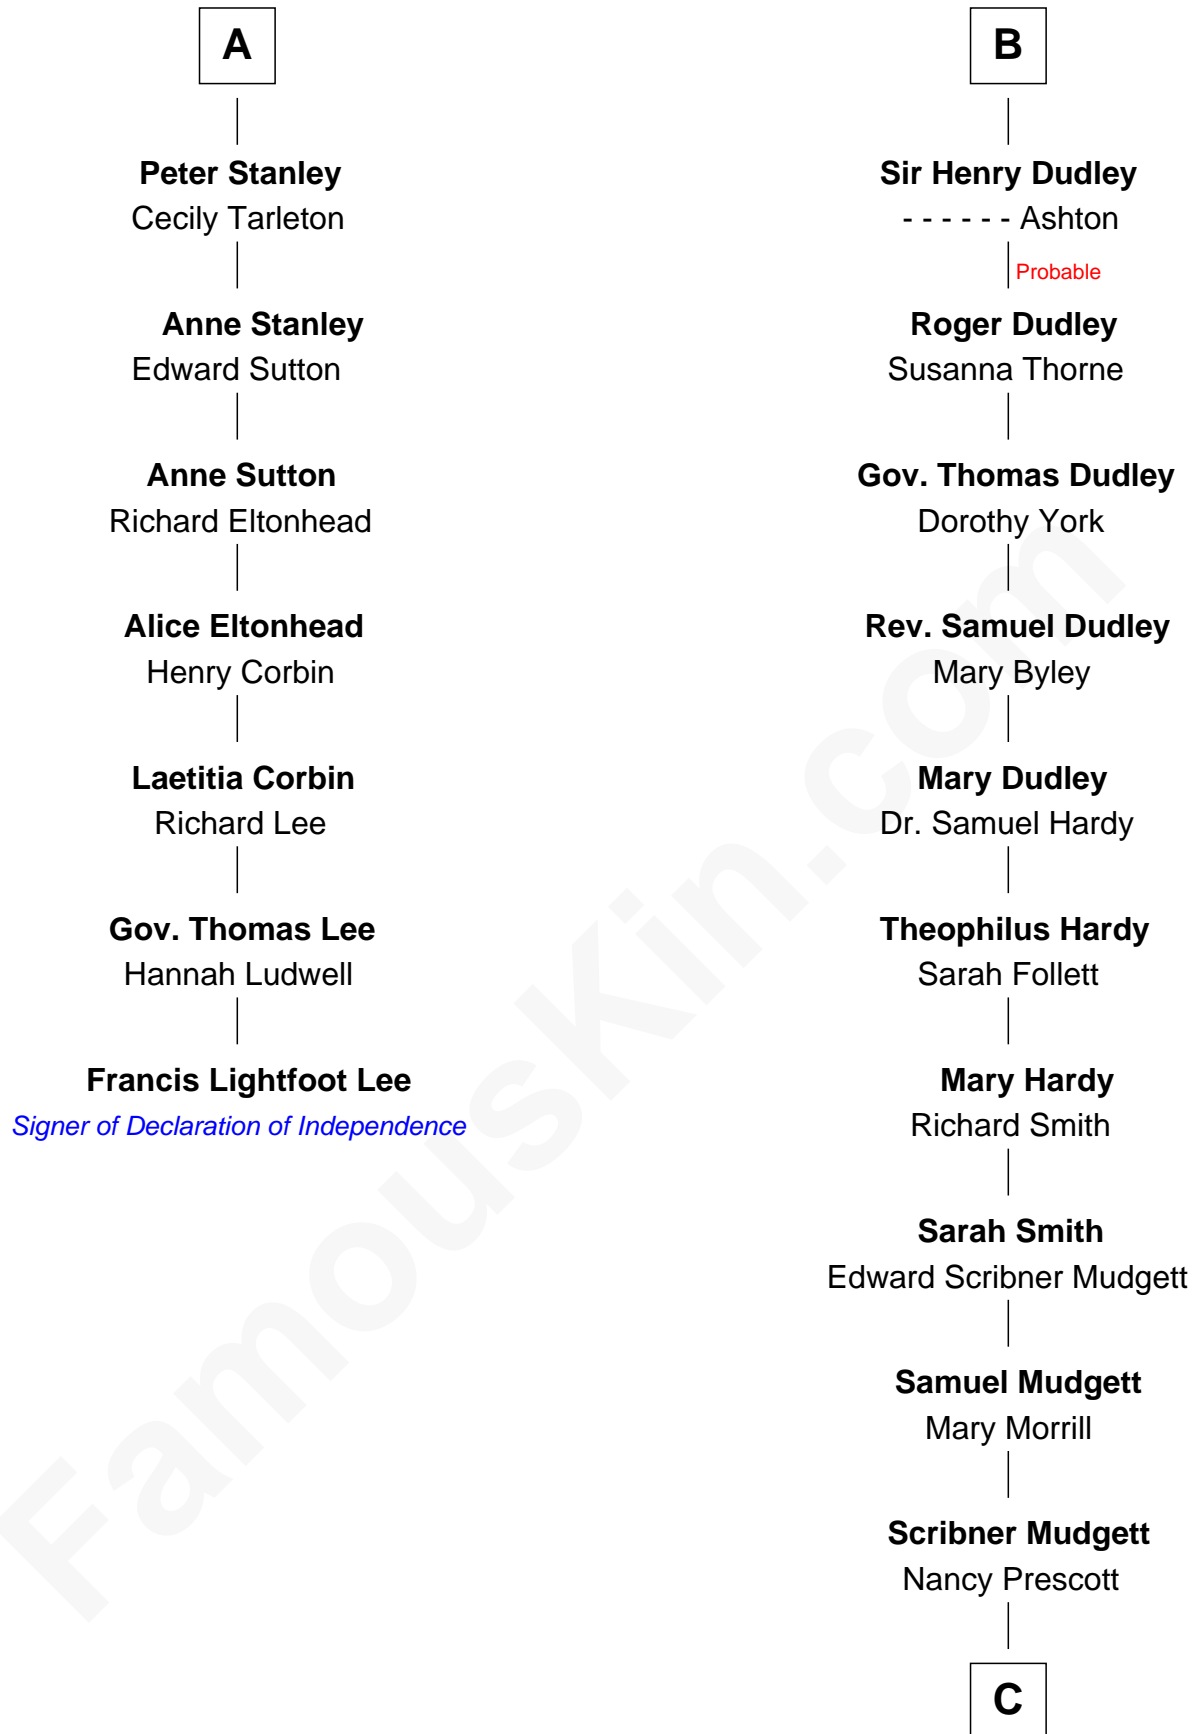 A
Peter Stanley
Cecily Tarleton
Anne Stanley
Edward Sutton
Anne Sutton
Richard Eltonhead
Alice Eltonhead
Henry Corbin
Laetitia Corbin
Richard Lee
Gov. Thomas Lee
Hannah Ludwell
Francis Lightfoot Lee
Signer of Declaration of Independence
B
Sir Henry Dudley
- - - - - - Ashton
Probable
Roger Dudley
Susanna Thorne
Gov. Thomas Dudley
Dorothy York
Rev. Samuel Dudley
Mary Byley
Mary Dudley
Dr. Samuel Hardy
Theophilus Hardy
Sarah Follett
Mary Hardy
Richard Smith
Sarah Smith
Edward Scribner Mudgett
Samuel Mudgett
Mary Morrill
Scribner Mudgett
Nancy Prescott
C
FamousKin.com